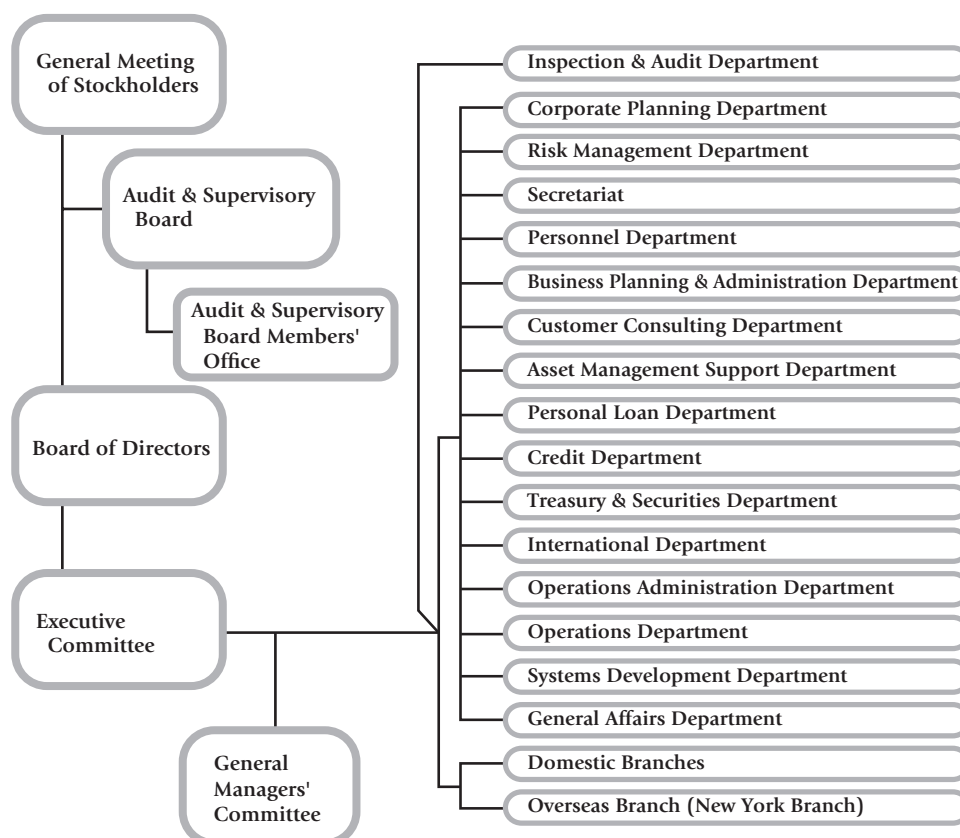 General Meeting
of Stockholders
Audit & Supervisory
Board
Audit & Supervisory
Board Members'
Office
Board of Directors
Executive
Committee
General
Managers'
Committee
Inspection & Audit Department
Corporate Planning Department
Risk Management Department
Secretariat
Personnel Department
Business Planning & Administration Department
Customer Consulting Department
Asset Management Support Department
Personal Loan Department
Credit Department
Treasury & Securities Department
International Department
Operations Administration Department
Operations Department
Systems Development Department
General Affairs Department
Domestic Branches
Overseas Branch (New York Branch)